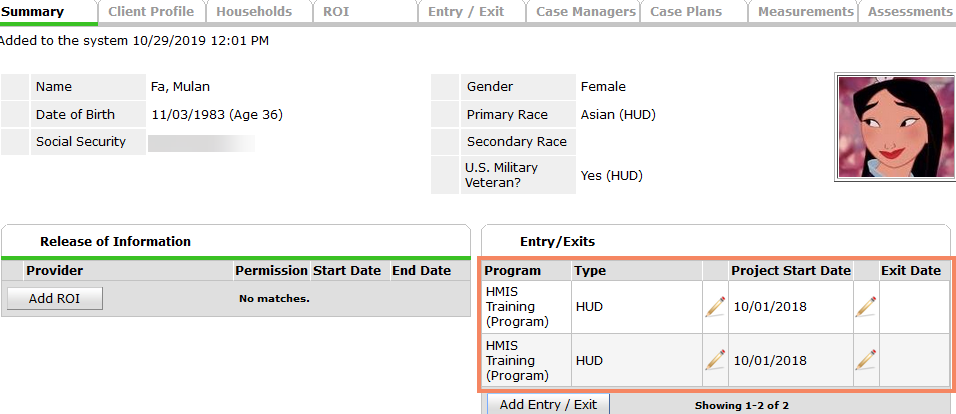 Summary Client Profile Households ROI Entry / Exit Case Managers Case Plans Measurements Assessments
Added to the system 10/29/2019 12:01 PM
Name Fa, Mulan
Date of Birth 11/03/1983 (Age 36)
Social Security
Gender Female
Primary Race Asian (HUD)
Secondary Race
U.S. Military
Veteran? Yes (HUD)
Release of Information
Provider Permission Start Date End Date
Add ROI No matches.
Entry/Exits
Program Type Project Start Date Exit Date
HMIS
Training
(Program) HUD 10/01/2018
HMIS
Training
(Program) HUD 10/01/2018
Add Entry / Exit Showing 1-2 of 2